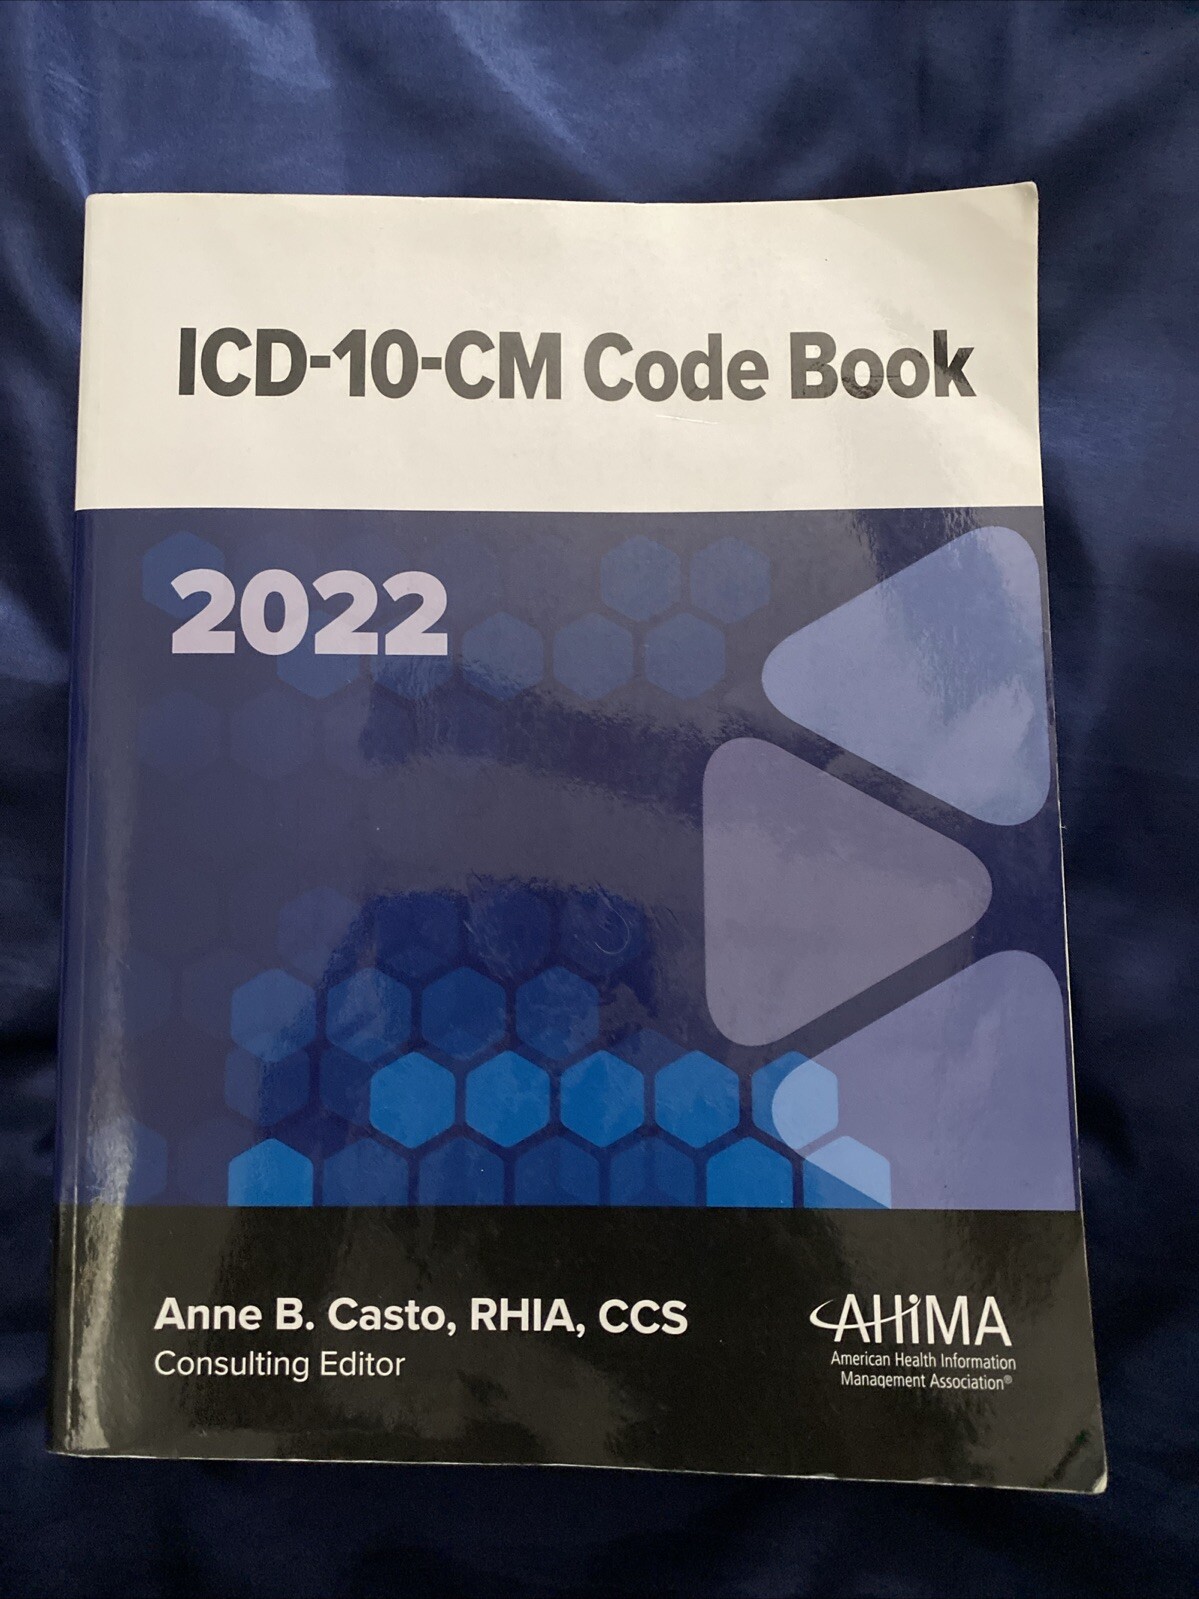 ICD-10-CM Code Book
2022
Anne B. Casto, RHIA, CCS
Consulting Editor
AHiMA
American Health Information
Management Association®